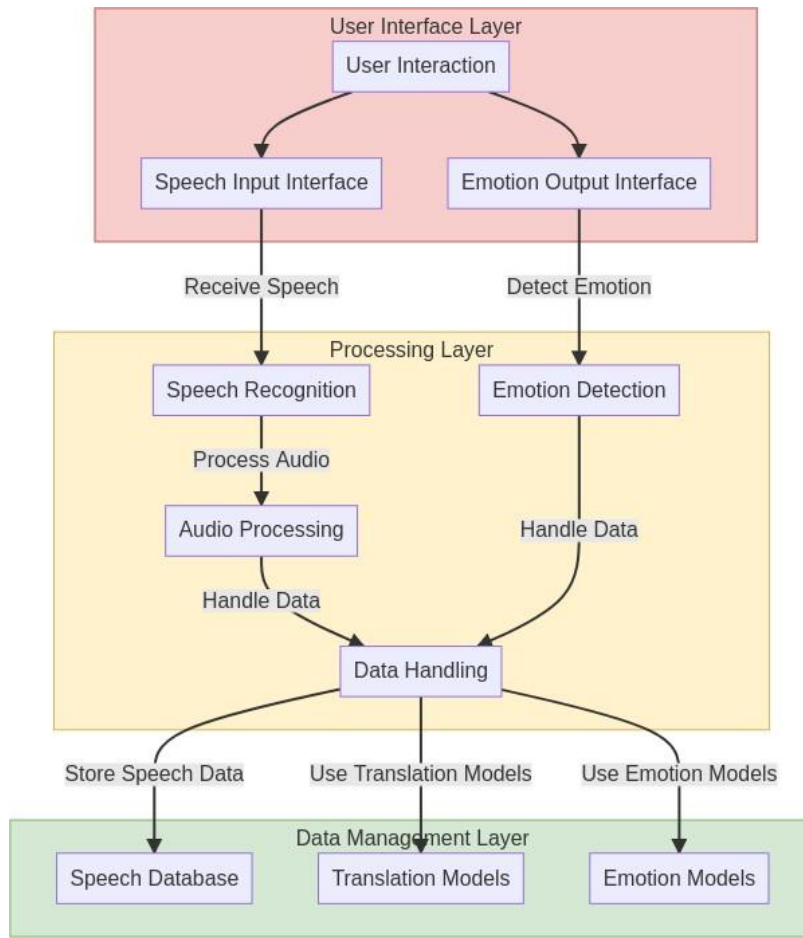 User Interface Layer
User Interaction
Speech Input Interface
Emotion Output Interface
Receive Speech
Detect Emotion
Processing Layer
Speech Recognition
Emotion Detection
Process Audio
Audio Processing
Handle Data
Handle Data
Data Handling
Store Speech Data
Use Translation Models
Use Emotion Models
Data Management Layer
Speech Database
Translation Models
Emotion Models